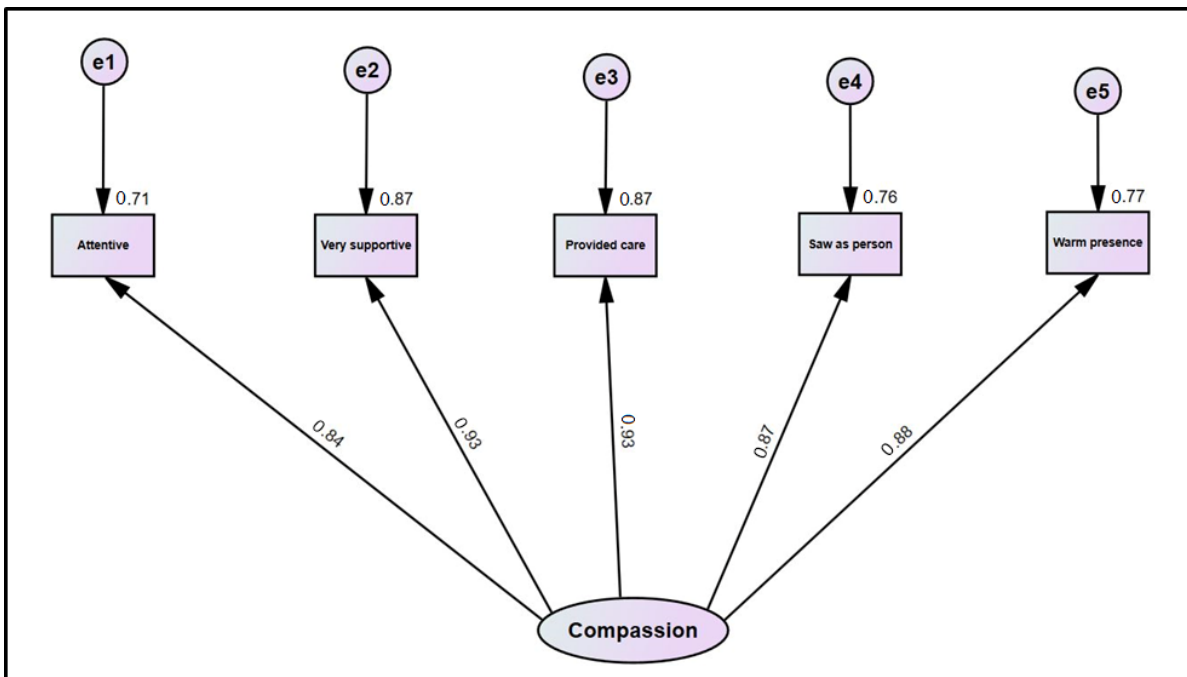 e1
e2
e3
e4
e5
0.71
0.87
0.87
0.76
0.77
Attentive
Very supportive
Provided care
Saw as person
Warm presence
0.84
0.93
0.93
0.87
0.88
Compassion